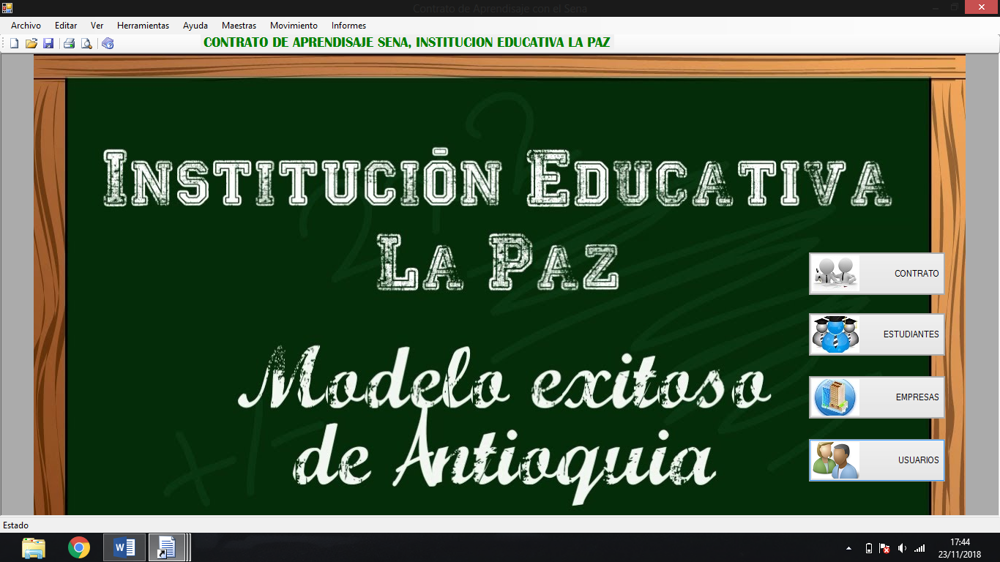 Contrato de Aprendisaje con el Sena
Archivo Editar Ver Herramientas Ayuda Maestras Movimiento Informes
CONTRATO DE APRENDISAJE SENA, INSTITUCION EDUCATIVA LA PAZ
INSTITUCIÓN EDUCATIVA
LA PAZ
Modelo exitoso
de Antioquia
CONTRATO
ESTUDIANTES
EMPRESAS
USUARIOS
Estado
17:44
23/11/2018